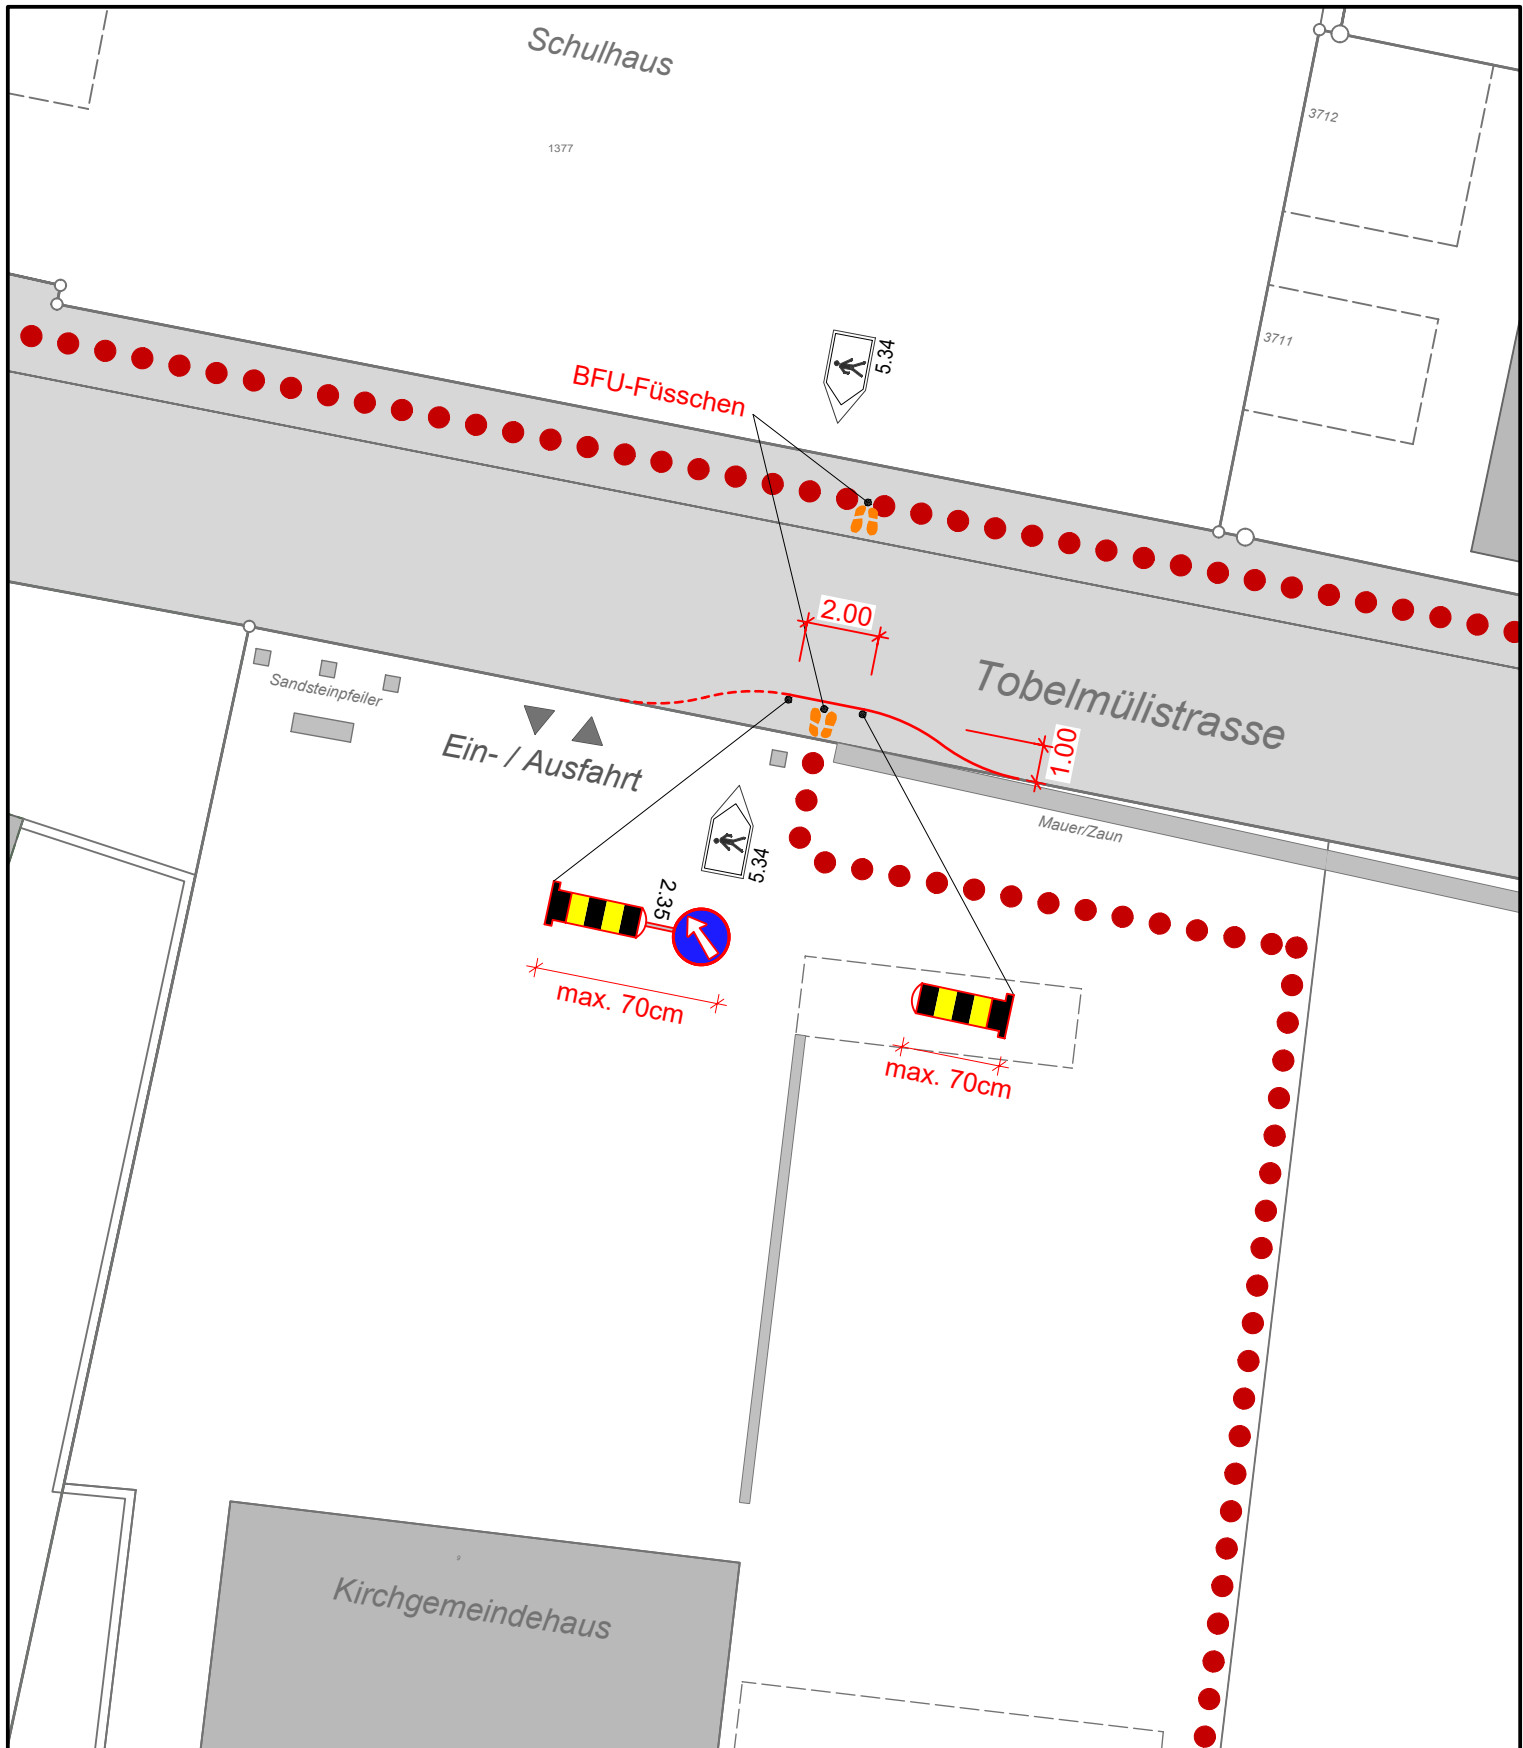 Schulhaus
3712
1377
3711
5.34
BFU-Füsschen
2.00
Tobelmülistrasse
Sandsteinpfeiler
Ein- / Ausfahrt
1.00
Mauer/Zaun
5.34
2.35
max. 70cm
max. 70cm
Kirchgemeindehaus